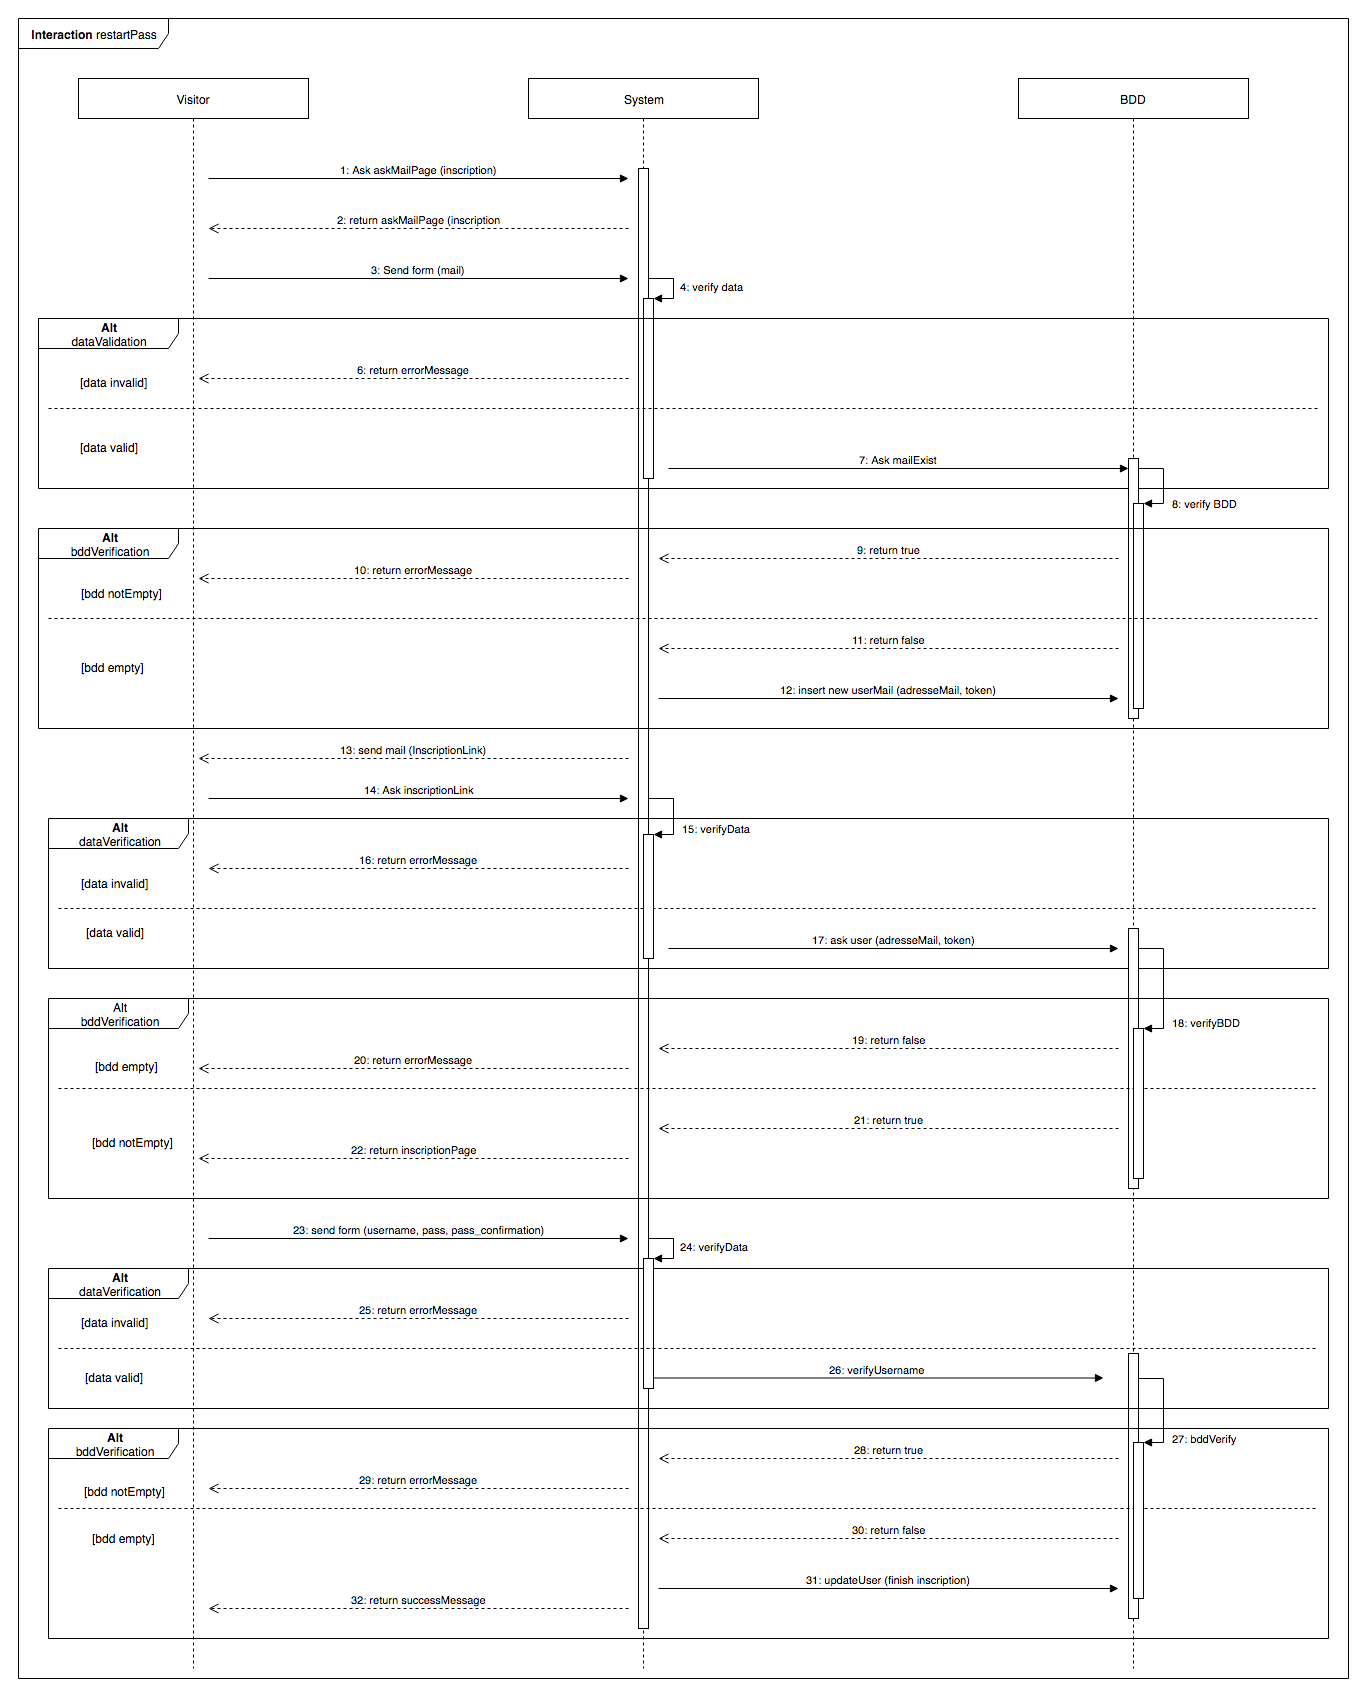 Interaction restartPass
Visitor
System
BDD
1: Ask askMailPage (inscription)
2: return askMailPage (inscription
3: Send form (mail)
4: verify data
Alt
dataValidation
6: return errorMessage
[data invalid]
[data valid]
7: Ask mailExist
8: verify BDD
Alt
bddVerification
9: return true
10: return errorMessage
[bdd notEmpty]
11: return false
[bdd empty]
12: insert new userMail (adresseMail, token)
13: send mail (InscriptionLink)
14: Ask inscriptionLink
Alt
dataVerification
15: verifyData
16: return errorMessage
[data invalid]
[data valid]
17: ask user (adresseMail, token)
Alt
bddVerification
18: verifyBDD
19: return false
20: return errorMessage
[bdd empty]
21: return true
[bdd notEmpty]
22: return inscriptionPage
23: send form (username, pass, pass_confirmation)
24: verifyData
Alt
dataVerification
25: return errorMessage
[data invalid]
26: verifyUsername
[data valid]
Alt
bddVerification
27: bddVerify
28: return true
29: return errorMessage
[bdd notEmpty]
30: return false
[bdd empty]
31: updateUser (finish inscription)
32: return successMessage